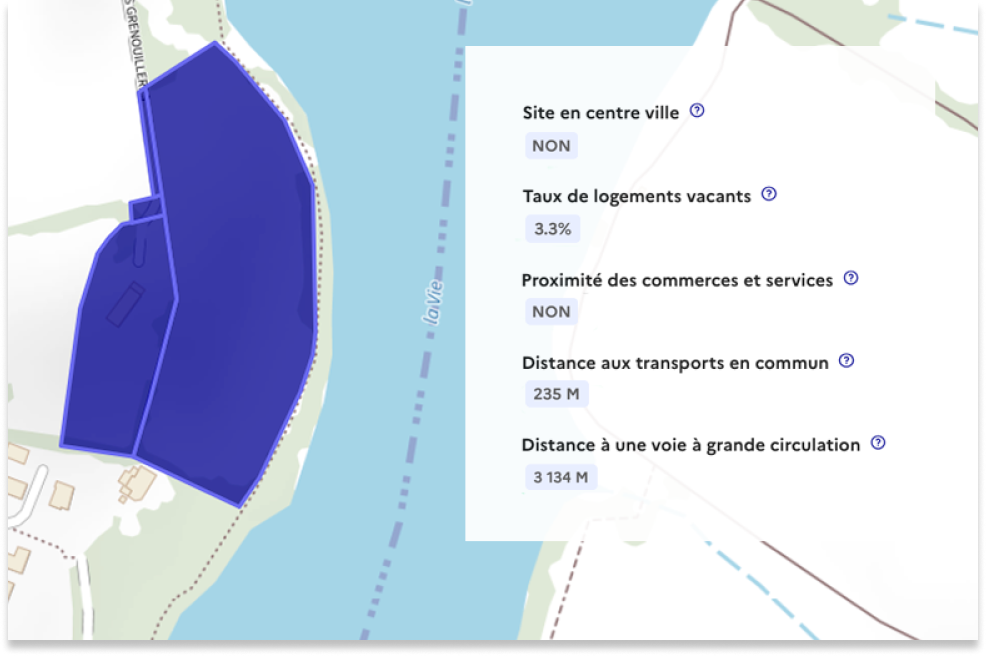 S GRENOUILLER
la Vie
Site en centre ville
NON
Taux de logements vacants
3.3%
Proximité des commerces et services
NON
Distance aux transports en commun
235 M
Distance à une voie à grande circulation
3 134 M